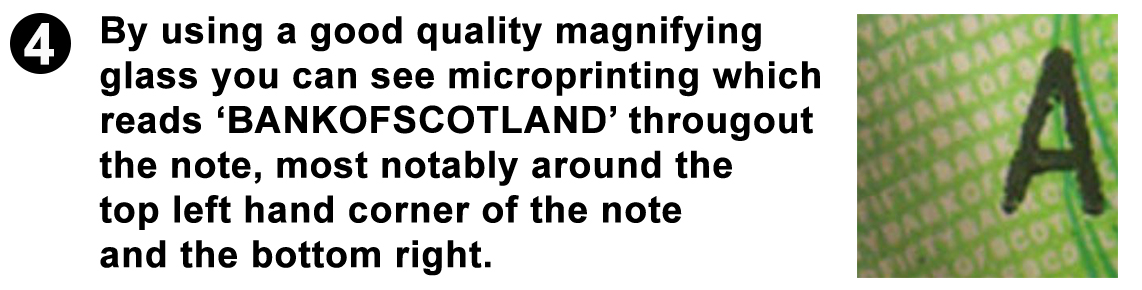 4 By using a good quality magnifying
glass you can see microprinting which
reads ‘BANKOFSCOTLAND’ througout
the note, most notably around the
top left hand corner of the note
and the bottom right.
A